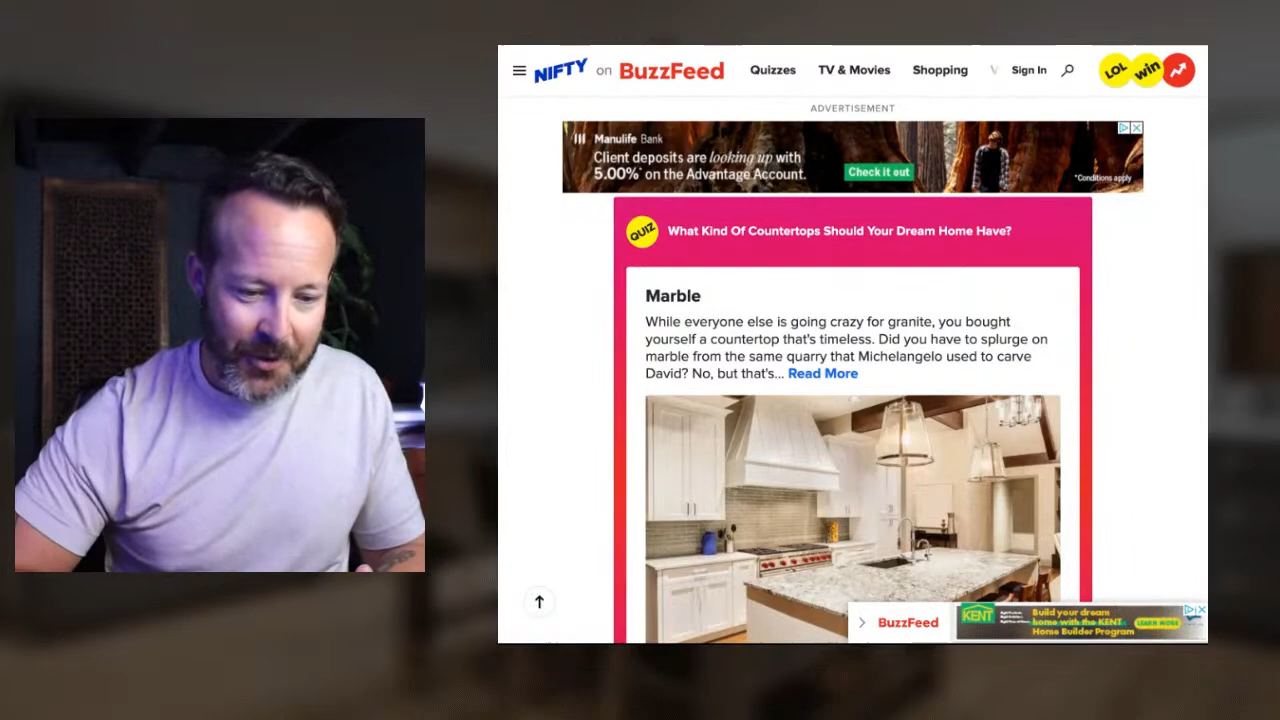 NIFTY on BuzzFeed Quizzes TV & Movies Shopping Sign In LOL win
ADVERTISEMENT
Manulife Bank
Client deposits are looking up with
5.00%* on the Advantage Account.
Check it out
*Conditions apply
QUIZ What Kind Of Countertops Should Your Dream Home Have?
Marble
While everyone else is going crazy for granite, you bought
yourself a countertop that's timeless. Did you have to splurge on
marble from the same quarry that Michelangelo used to carve
David? No, but that's... Read More
BuzzFeed
KENT
Build your dream
home with the KENT
Home Builder Program
LEARN MORE